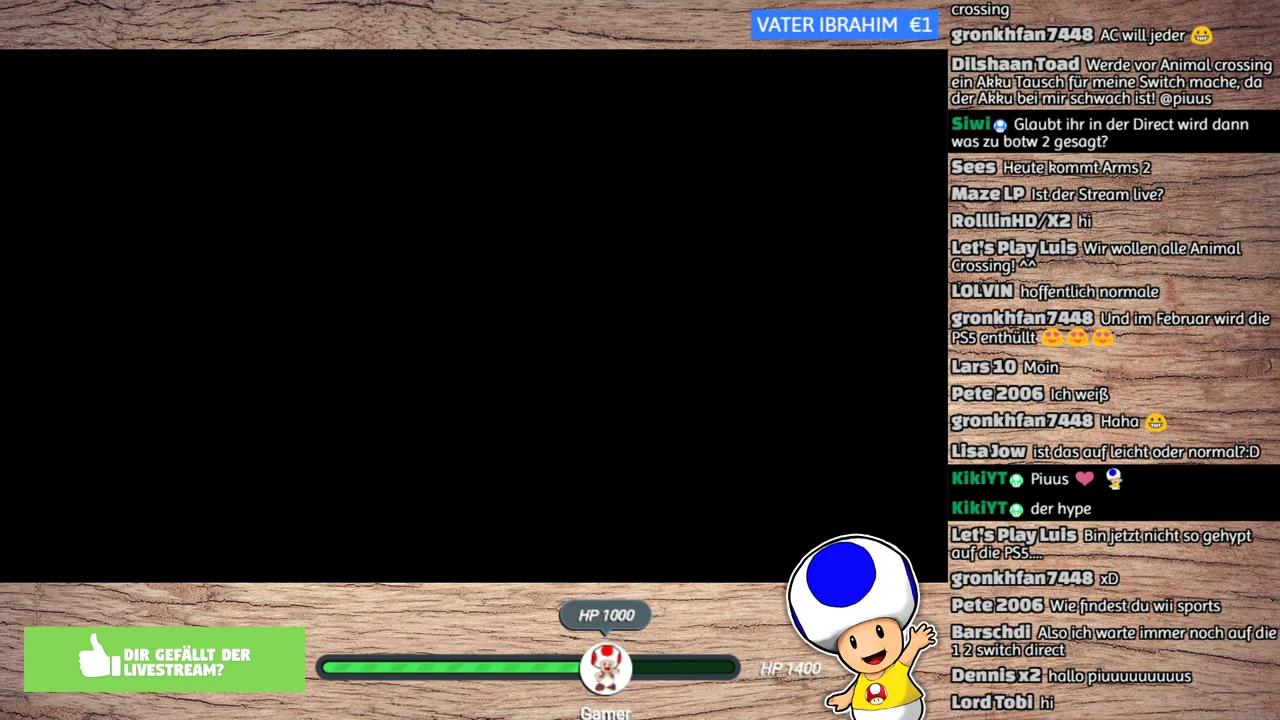 VATER IBRAHIM €1
crossing
gronkhfan7448 AC will jeder
Dilshaan Toad Werde vor Animal crossing
ein Akku Tausch für meine Switch mache, da
der Akku bei mir schwach ist! @piuus
Siwi Glaubt ihr in der Direct wird dann
was zu botw 2 gesagt?
Sees Heute kommt Arms 2
Maze LP Ist der Stream live?
RolllinHD/X2 hi
Let's Play Luis Wir wollen alle Animal
Crossing! ^^
LOLVIN hoffentlich normale
gronkhfan7448 Und im Februar wird die
PS5 enthüllt
Lars 10 Moin
Pete 2006 Ich weiß
gronkhfan7448 Haha
Lisa Jow ist das auf leicht oder normal?:D
KikiYT Piuus
KikiYT der hype
Let's Play Luis Bin jetzt nicht so gehypt
auf die PS5....
gronkhfan7448 xD
Pete 2006 Wie findest du wii sports
Barschdi Also ich warte immer noch auf die
1 2 switch direct
Dennis x2 hallo piuuuuuuuuus
Lord Tobi hi
DIR GEFÄLLT DER
LIVESTREAM?
HP 1000
HP 1400
Gamer